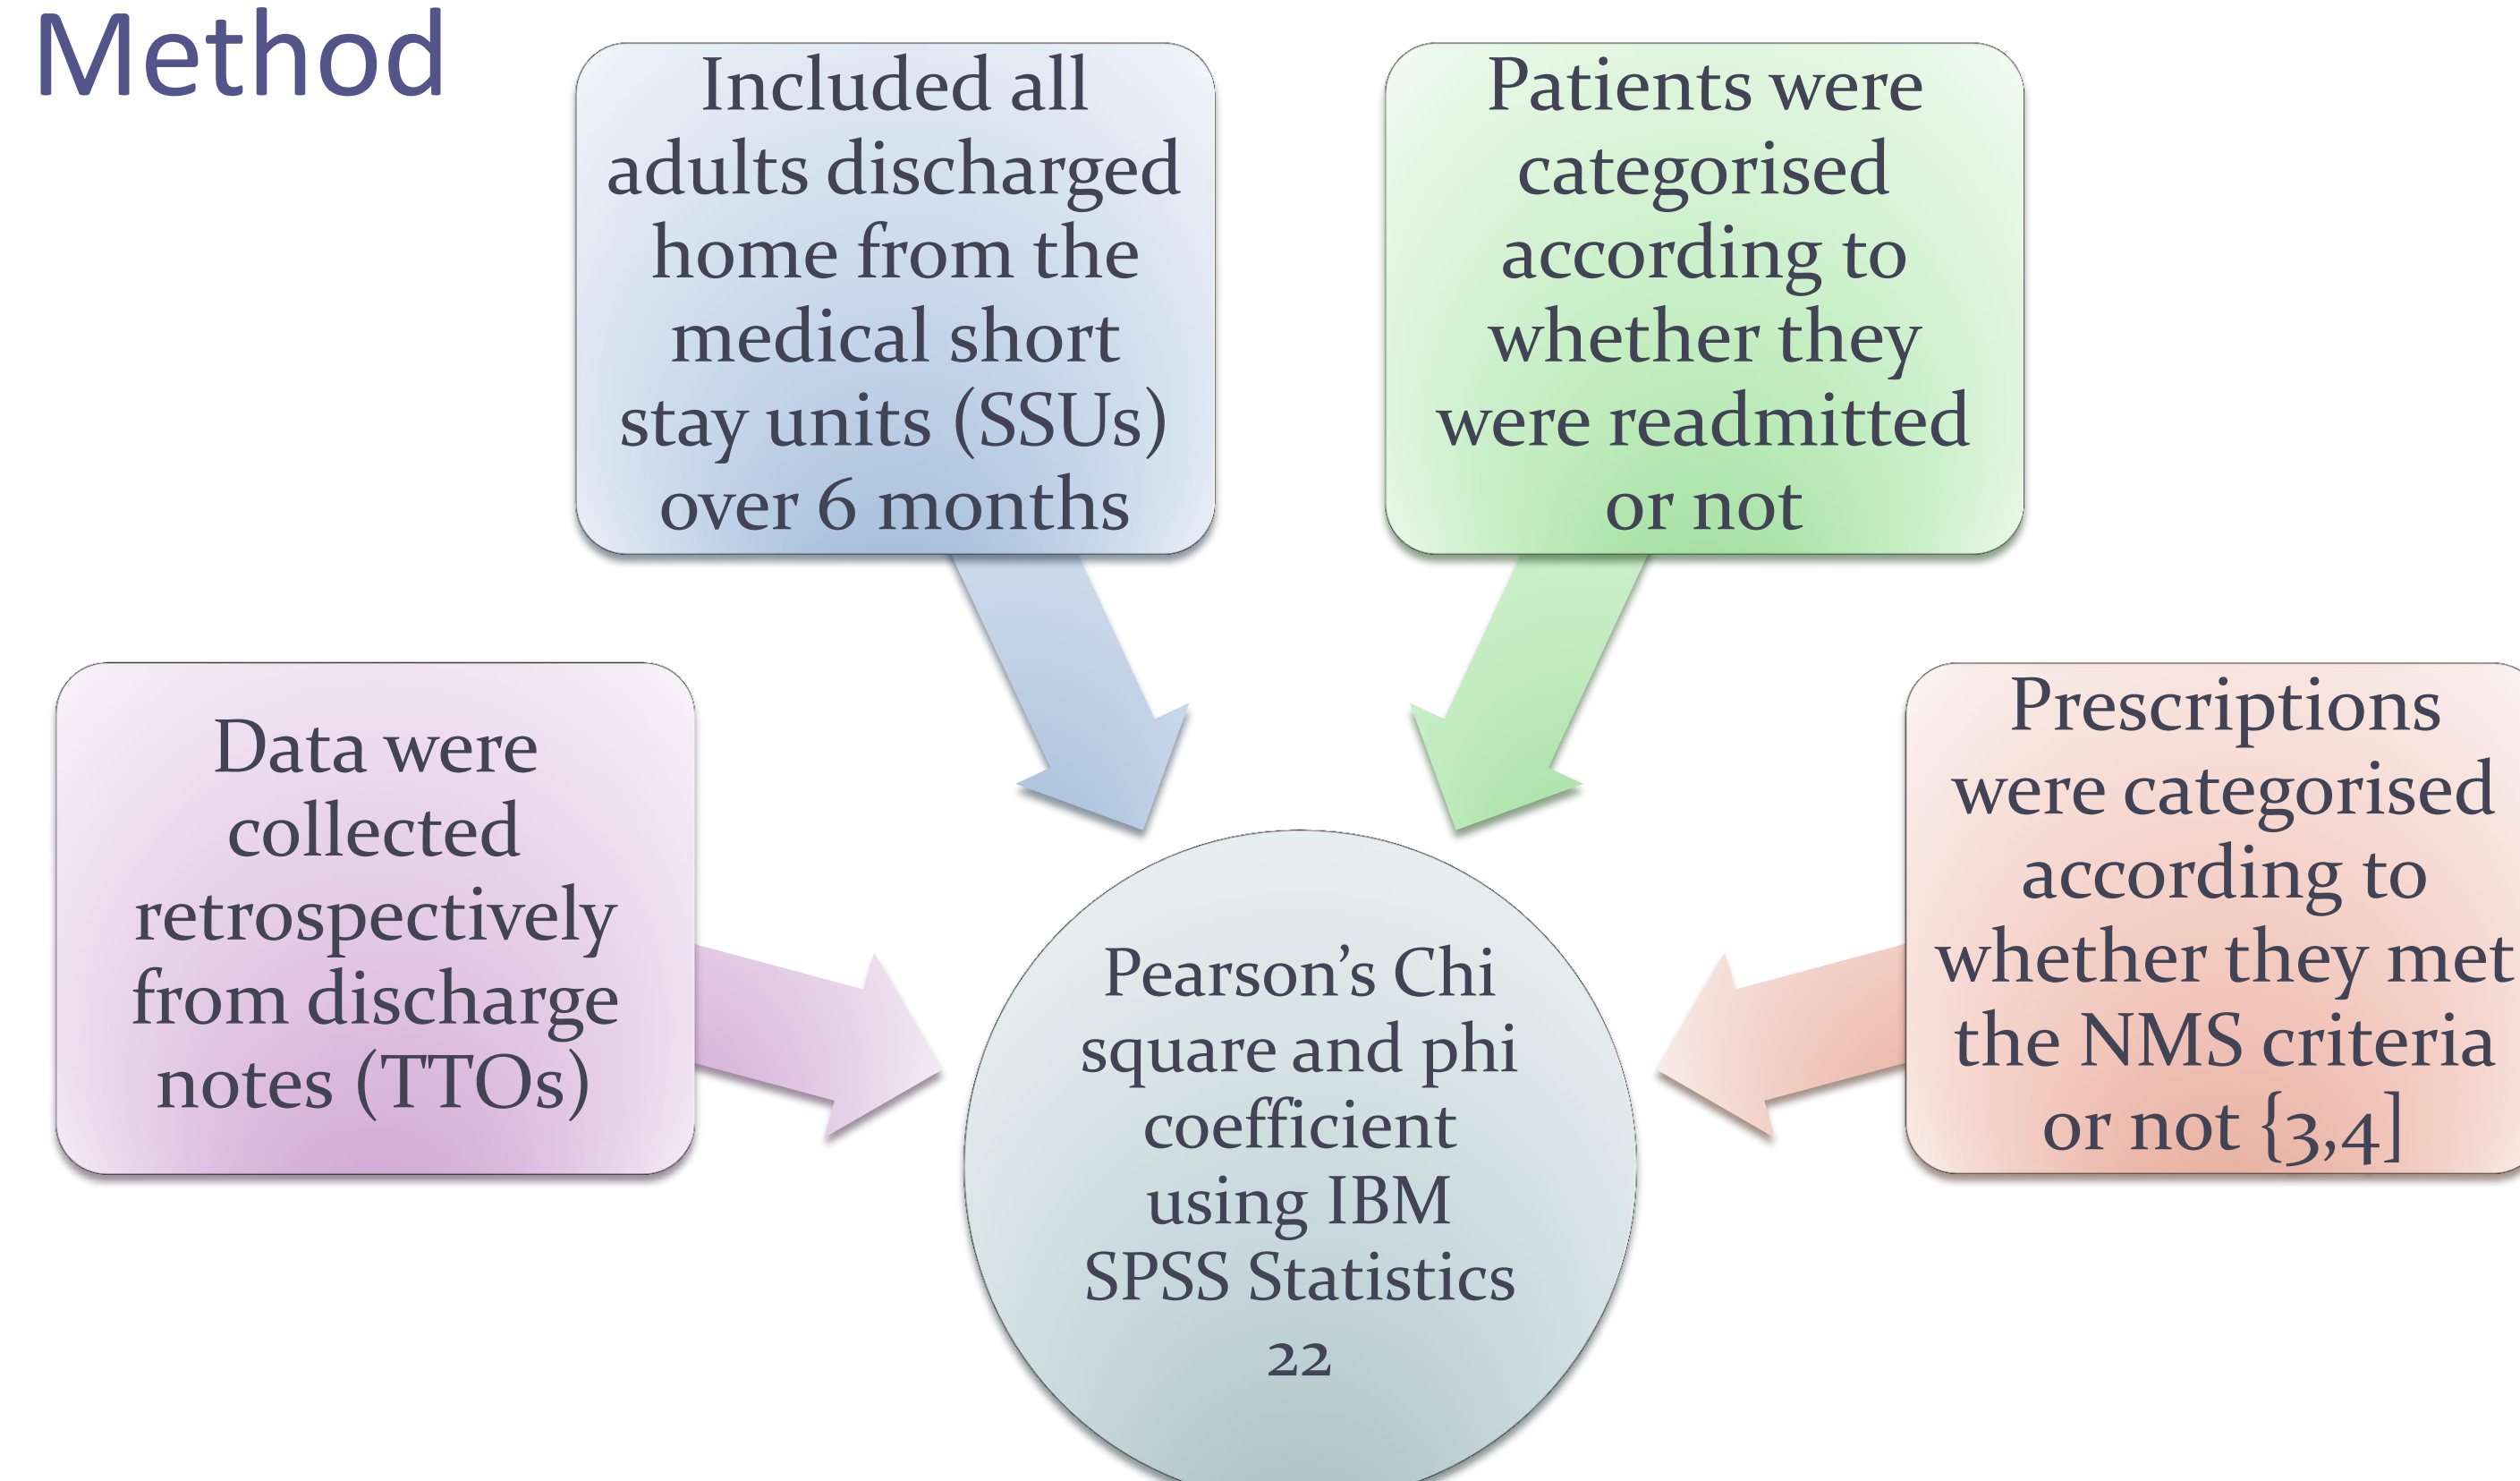 Method
Included all
adults discharged
home from the
medical short
stay units (SSUs)
over 6 months
Patients were
categorised
according to
whether they
were readmitted
or not
Data were
collected
retrospectively
from discharge
notes (TTOs)
Prescriptions
were categorised
according to
whether they met
the NMS criteria
or not {3,4]
Pearson’s Chi
square and phi
coefficient
using IBM
SPSS Statistics
22